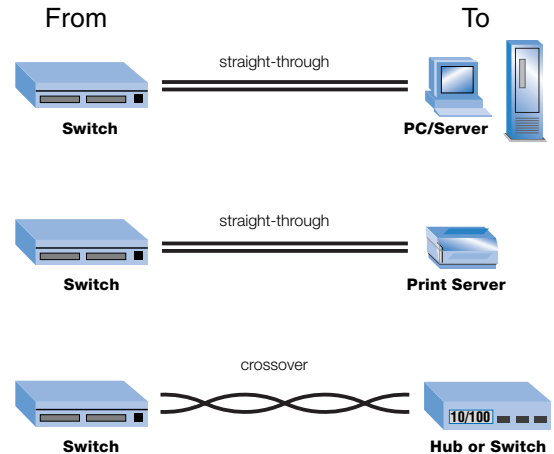 From To
straight-through
Switch PC/Server
straight-through
Switch Print Server
crossover
10/100
Switch Hub or Switch